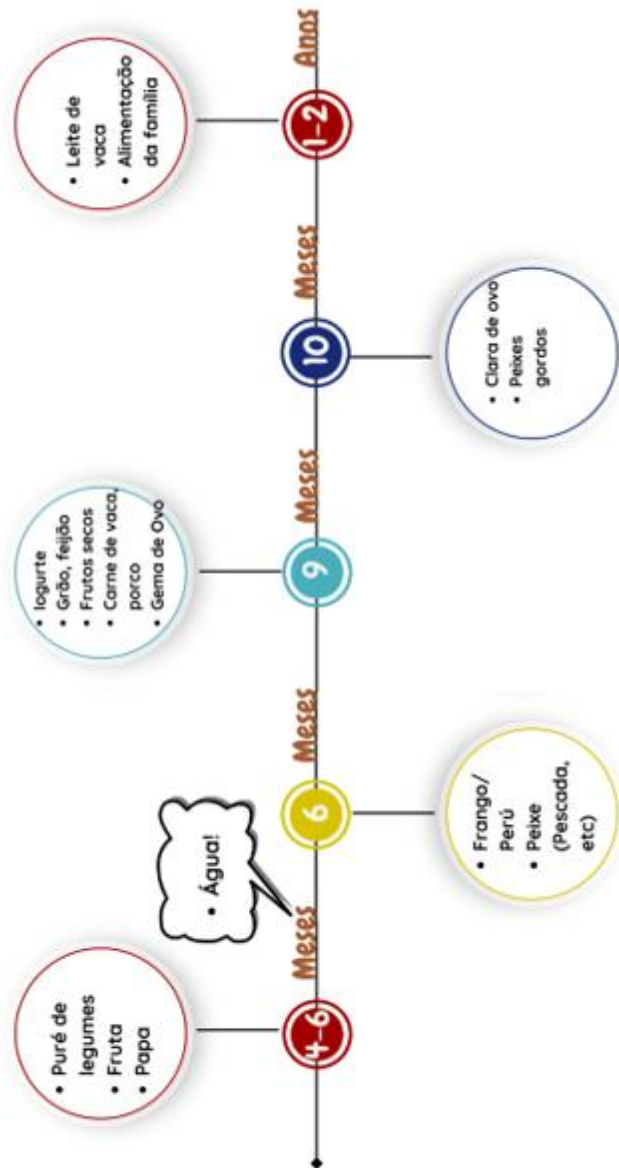 • Puré de
legumes
• Fruta
• Papa
4-6
Meses
• Água!
6
Meses
• Frango/
Perú
• Peixe
(Pescada,
etc)
9
Meses
• Iogurte
• Grão, feijão
• Frutos secos
• Carne de vaca,
porco
• Gema de Ovo
10
Meses
• Clara de ovo
• Peixes
gordos
1-2
Anos
• Leite de
vaca
• Alimentação
da família